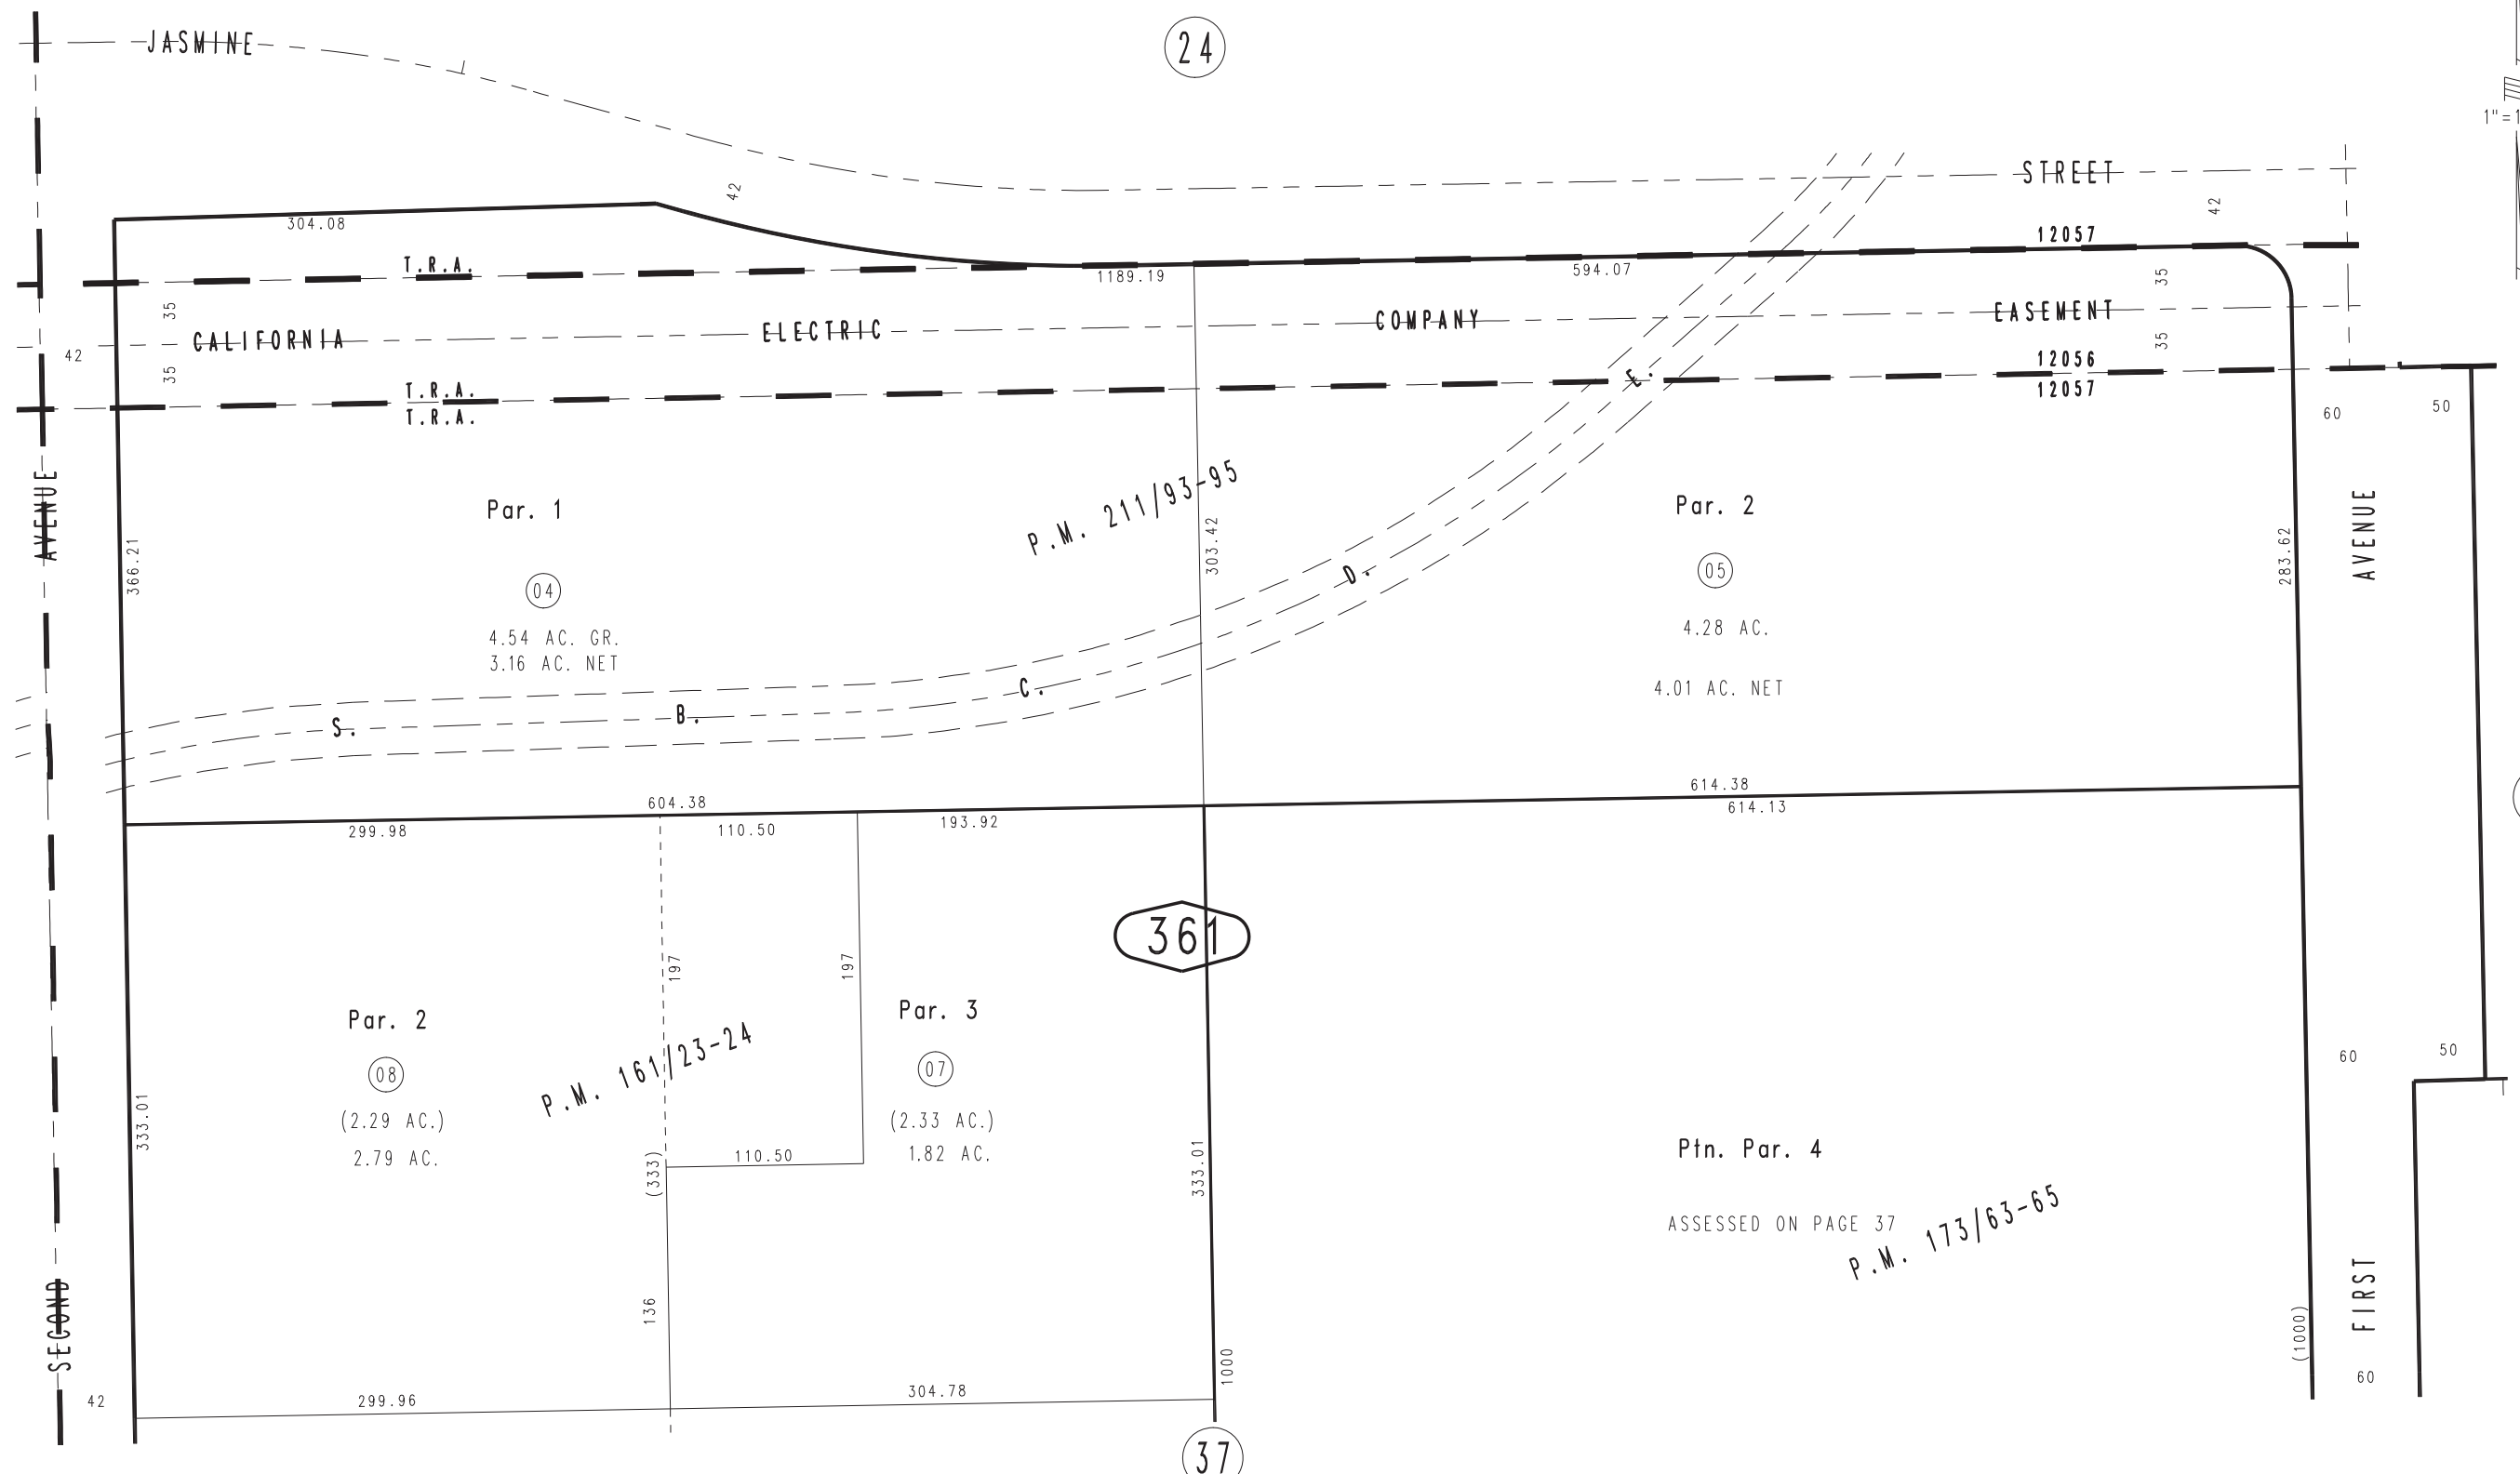 24
JASMINE
1"=1
STREET
42
42
304.08
12057
T.R.A.
1189.19
594.07
35
35
CALIFORNIA ELECTRIC COMPANY EASEMENT
42
35
35
12056
T.R.A.
T.R.A.
12057
60
50
AVENUE
AVENUE
Par. 1
P.M. 211/93-95
Par. 2
366.21
303.42
283.62
04
05
4.54 AC. GR.
3.16 AC. NET
4.28 AC.
4.01 AC. NET
S. B. C. D. E.
604.38
614.38
299.98
110.50
193.92
614.13
361
197
197
Par. 2
Par. 3
P.M. 161/23-24
08
07
60
50
(2.29 AC.)
2.79 AC.
(2.33 AC.)
1.82 AC.
333.01
(333)
110.50
333.01
Ptn. Par. 4
ASSESSED ON PAGE 37
P.M. 173/63-65
SECOND
136
FIRST
1000
(1000)
42
299.96
304.78
60
37